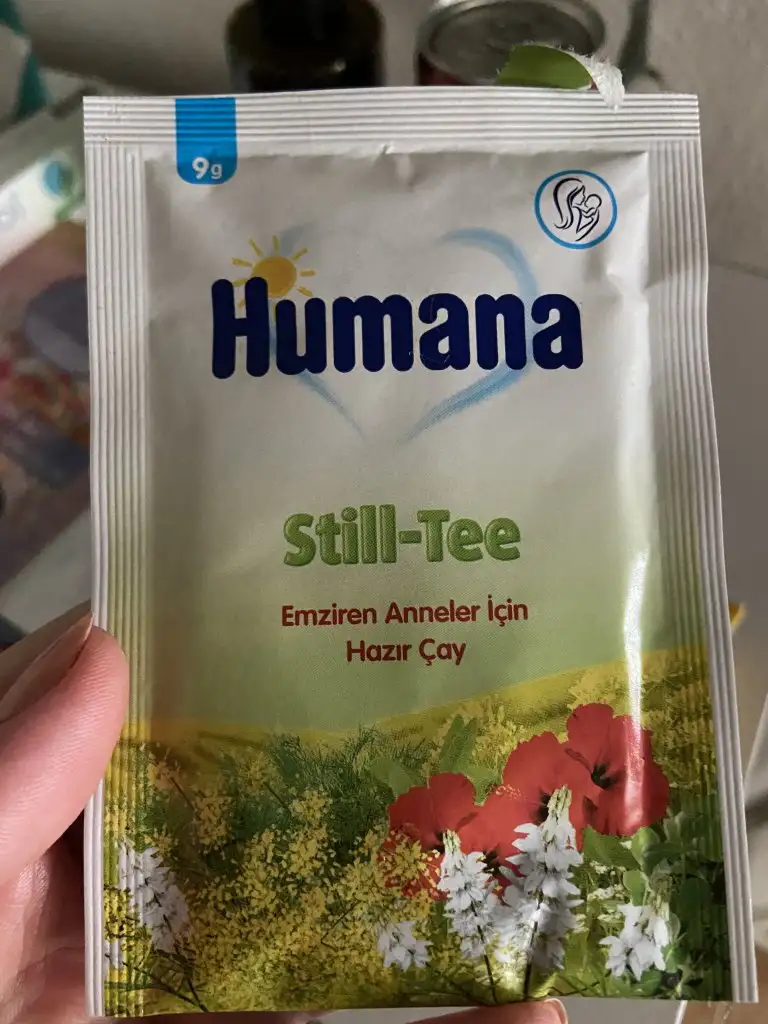 9g
Humana
Still-Tee
Emziren Anneler İçin
Hazır Çay